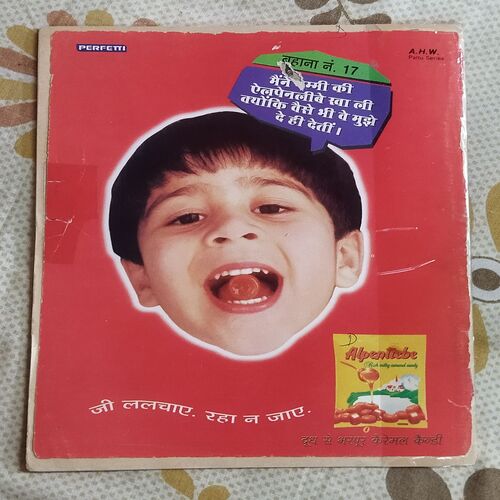 PERFETTI
A.H.W.
Pattu Series
बहाना नं. 17
मैंने मम्मी की
ऐल्पेनलीबे खा ली
क्योंकि वैसे भी वे मुझे
दे ही देतीं।
Alpenliebe
Rich milky caramel candy
जी ललचाए. रहा न जाए.
दूध से भरपूर कॅरेमल कैन्डी